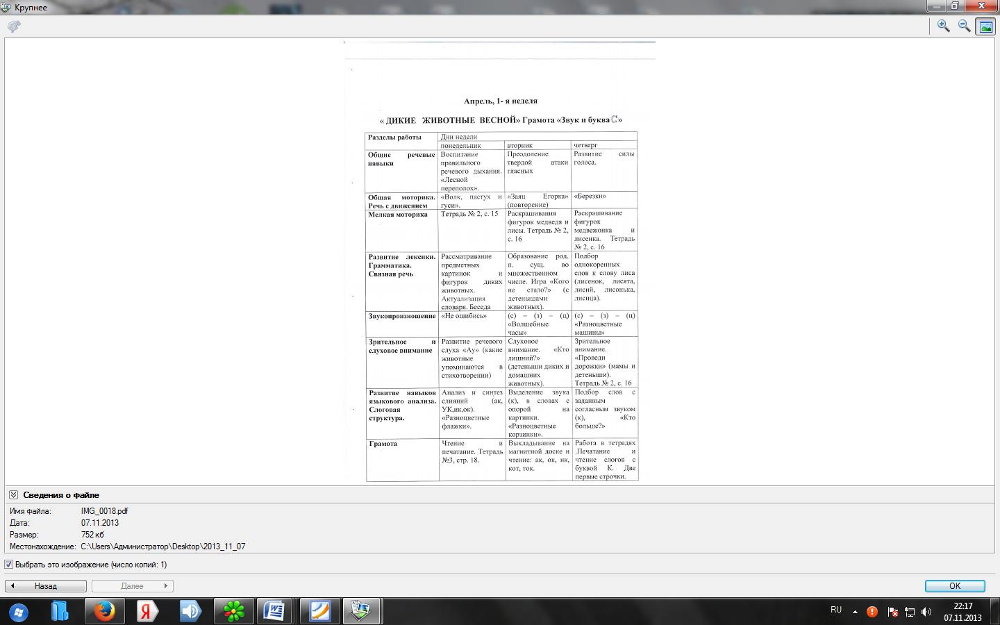 Крупнее
Апрель, 1- я неделя
« ДИКИЕ ЖИВОТНЫЕ ВЕСНОЙ» Грамота «Звук и буква С»
Разделы работы
Дни недели
понедельник вторник четверг
Общие речевые навыки
Воспитание правильного речевого дыхания. «Лесной переполох».
Преодоление твердой атаки гласных
Развитие силы голоса.
Общая моторика. Речь с движением
«Волк, пастух и гуси».
«Заяц Егорка» (повторение)
«Березки»
Мелкая моторика
Тетрадь № 2, с. 15
Раскрашивания фигурок медведя и лисы. Тетрадь № 2, с. 16
Раскрашивание фигурок медвежонка и лисенка. Тетрадь № 2, с. 16
Развитие лексики. Грамматика. Связная речь
Рассматривание предметных картинок и фигурок диких животных. Актуализация словаря. Беседа
Образование род. п. сущ. во множественном числе. Игра «Кого не стало?» (с детенышами животных).
Подбор однокоренных слов к слову лиса (лисенок, лисята, лисий, лисонька, лисица).
Звукопроизношение
«Не ошибись»
(с) – (з) – (ц) «Волшебные часы»
(с) – (з) – (ц) «Разноцветные машины»
Зрительное и слуховое внимание
Развитие речевого слуха «Ау» (какие животные упоминаются в стихотворении)
Слуховое внимание. «Кто лишний?» (детеныши диких и домашних животных).
Зрительное внимание. «Проведи дорожки» (мамы и детеныши). Тетрадь № 2, с. 16
Развитие навыков языкового анализа. Слоговая структура.
Анализ и синтез слияний (ак, УК,ик,ок). «Разноцветные флажки».
Выделение звука (к), в словах с опорой на картинки. «Разноцветные корзинки».
Подбор слов с заданным согласным звуком (к), «Кто больше?»
Грамота
Чтение и печатание. Тетрадь №3, стр. 18.
Выкладывание на магнитной доске и чтение: ак, ок, ик, кот, ток.
Работа в тетрадях .Печатание и чтение слогов с буквой К. Две первые строчки.
Сведения о файле
Имя файла: IMG_0018.pdf
Дата: 07.11.2013
Размер: 752 кб
Местонахождение: C:\Users\Администратор\Desktop\2013_11_07
Выбрать это изображение (число копий: 1)
Назад Далее OK
RU
22:17
07.11.2013